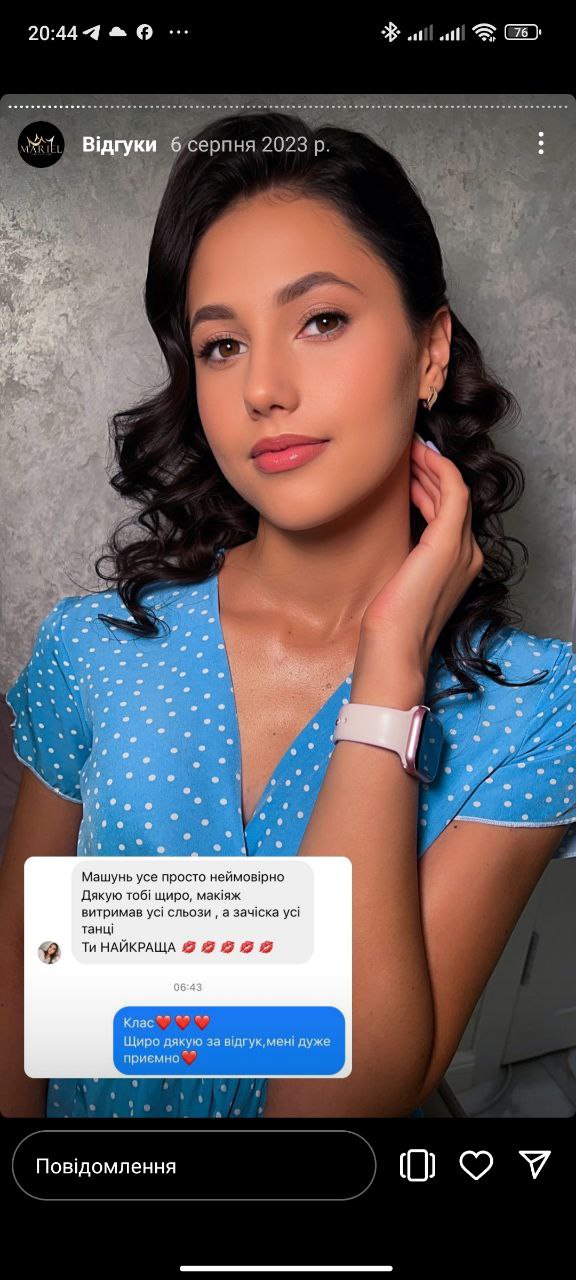 20:44
76
MARIEL
Відгуки 6 серпня 2023 р.
Машунь усе просто неймовірно
Дякую тобі щиро, макіяж
витримав усі сльози , а зачіска усі
танці
Ти НАЙКРАЩА 💋💋💋💋💋
06:43
Клас❤️❤️❤️
Щиро дякую за відгук,мені дуже
приємно❤️
Повідомлення